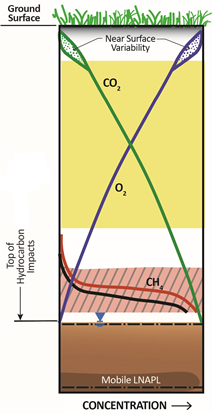 Ground
Surface
Near Surface
Variability
CO₂
O₂
Top of
Hydrocarbon
Impacts
CH₄
Mobile LNAPL
CONCENTRATION